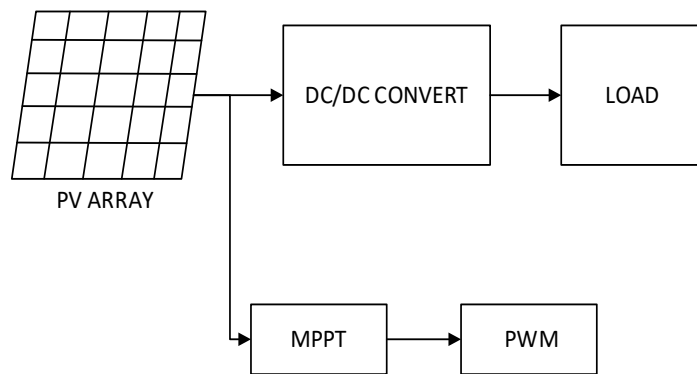 DC/DC CONVERT
LOAD
PV ARRAY
MPPT
PWM